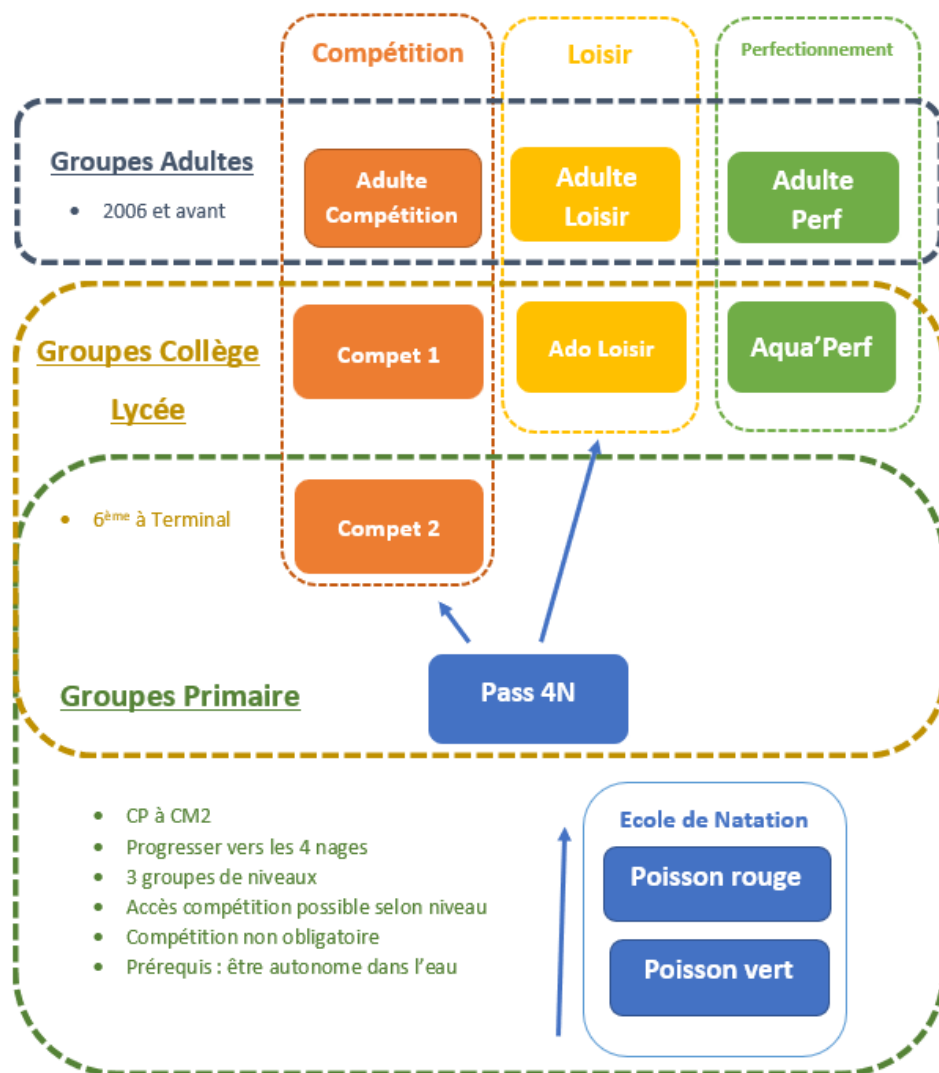 Compétition
Loisir
Perfectionnement
Groupes Adultes
• 2006 et avant
Adulte
Compétition
Adulte
Loisir
Adulte
Perf
Groupes Collège
Lycée
Compet 1
Ado Loisir
Aqua’Perf
• 6ème à Terminal
Compet 2
Groupes Primaire
Pass 4N
• CP à CM2
• Progresser vers les 4 nages
• 3 groupes de niveaux
• Accès compétition possible selon niveau
• Compétition non obligatoire
• Prérequis : être autonome dans l’eau
Ecole de Natation
Poisson rouge
Poisson vert